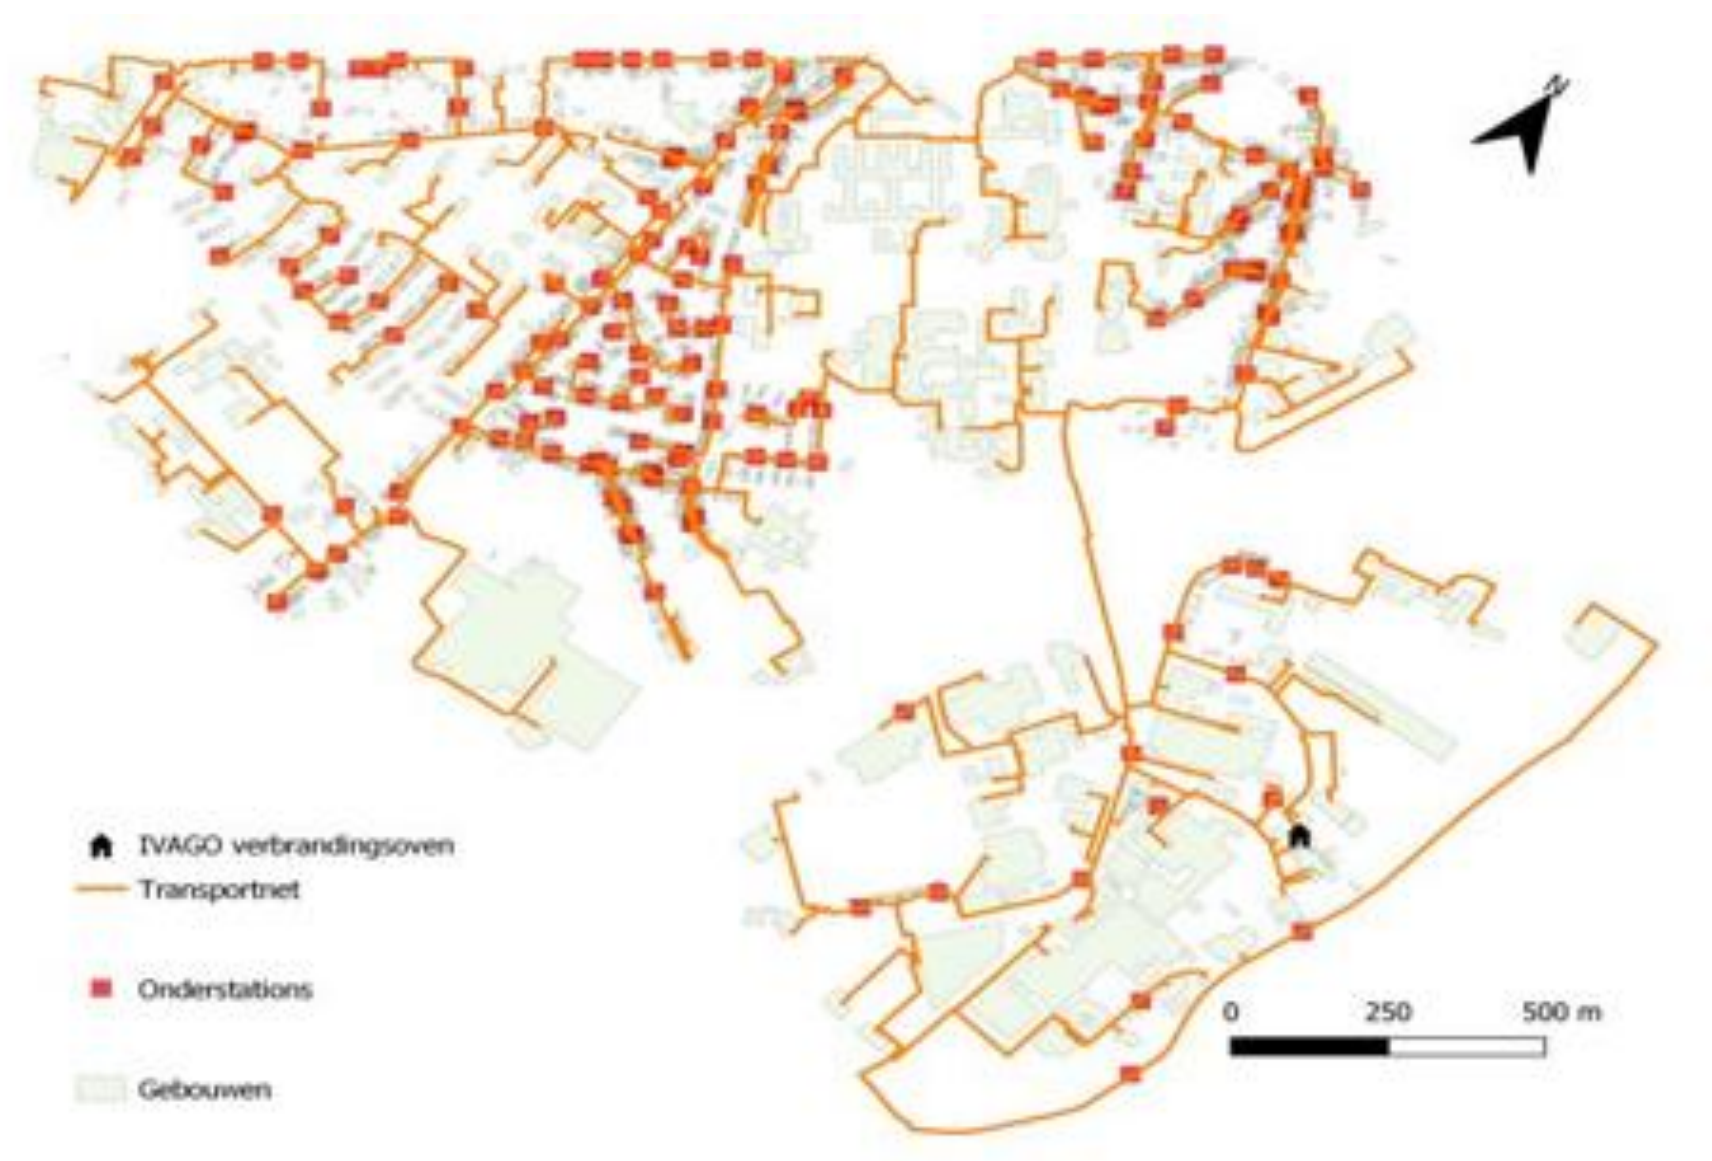 N
IVAGO verbrandingsoven
Transportnet
Onderstations
Gebouwen
0 250 500 m